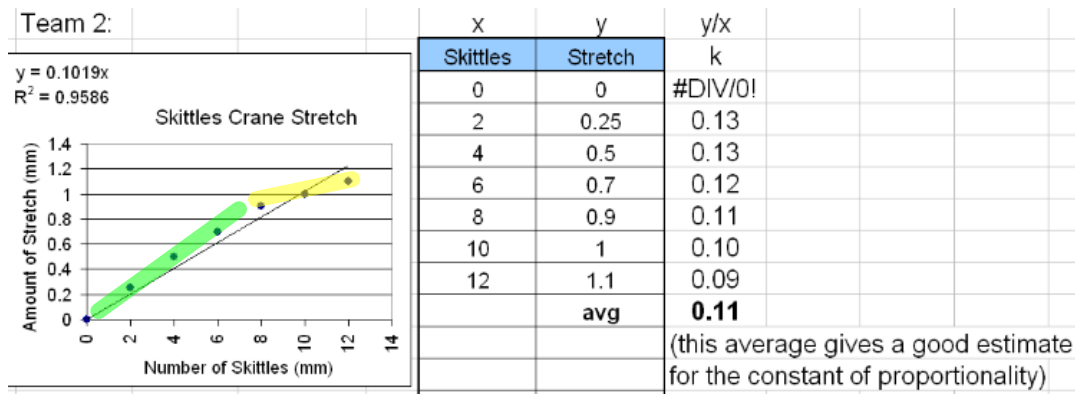 Team 2:
x y y/x
Skittles Stretch k
0 0 #DIV/0!
2 0.25 0.13
4 0.5 0.13
6 0.7 0.12
8 0.9 0.11
10 1 0.10
12 1.1 0.09
avg 0.11
(this average gives a good estimate
for the constant of proportionality)
y = 0.1019x
R² = 0.9586
Skittles Crane Stretch
Amount of Stretch (mm)
1.4
1.2
1
0.8
0.6
0.4
0.2
0
0 2 4 6 8 10 12 14
Number of Skittles (mm)